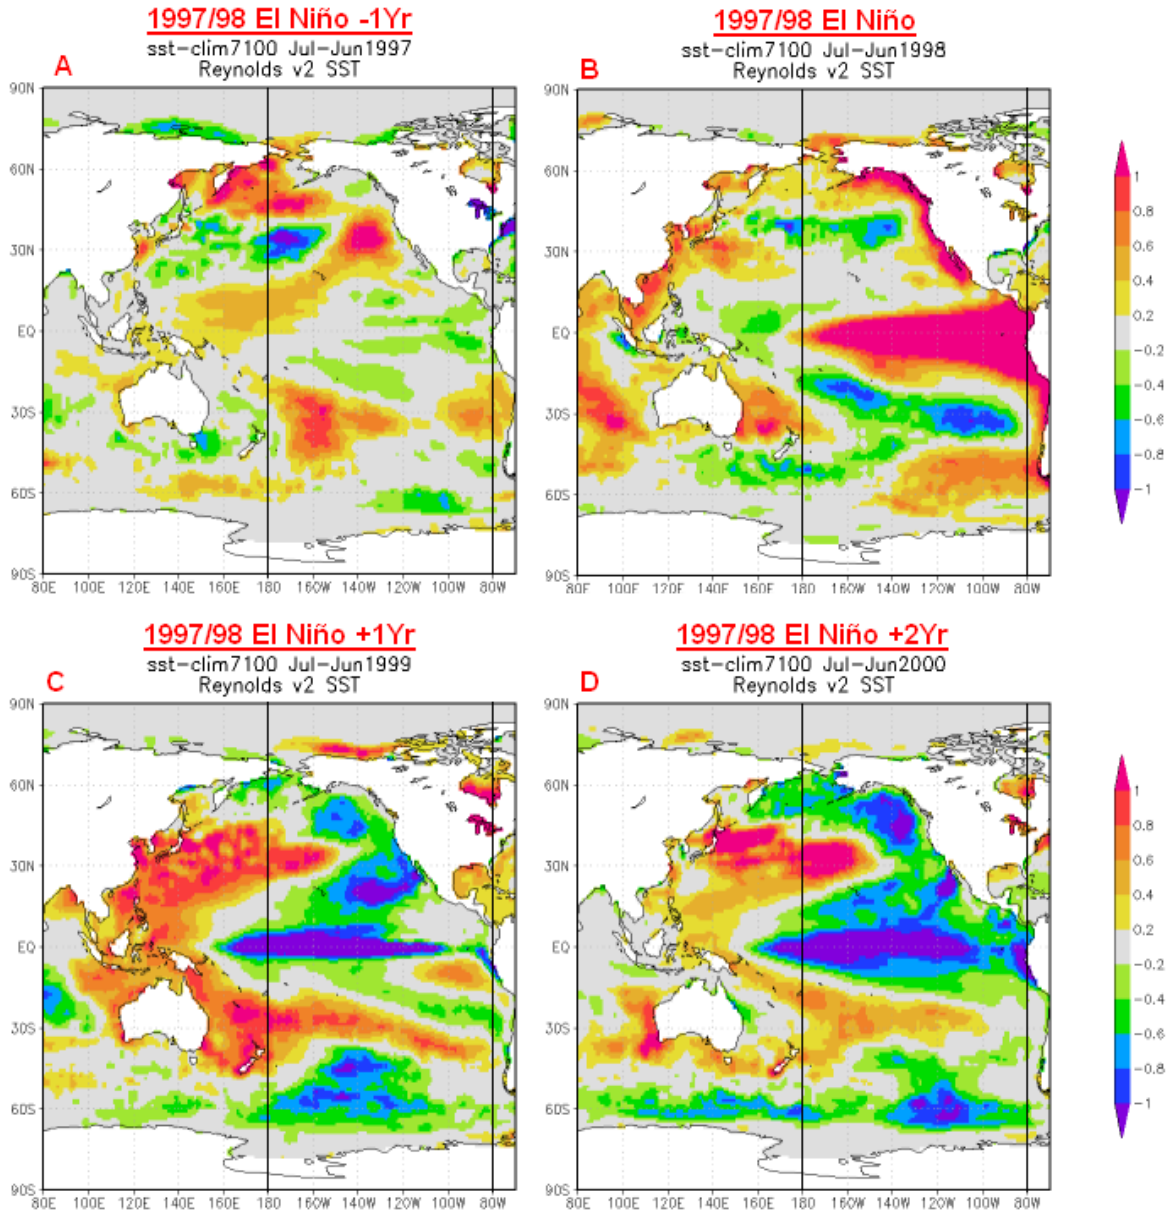 1997/98 El Niño -1Yr
sst-clim7100 Jul-Jun1997
Reynolds v2 SST
A
90N
60N
30N
EQ
30S
60S
90S
80E 100E 120E 140E 160E 180 160W 140W 120W 100W 80W
1997/98 El Niño
sst-clim7100 Jul-Jun1998
Reynolds v2 SST
B
90N
60N
30N
EQ
30S
60S
90S
80E 100E 120E 140E 160E 180 160W 140W 120W 100W 80W
1
0.8
0.6
0.4
0.2
-0.2
-0.4
-0.6
-0.8
-1
1997/98 El Niño +1Yr
sst-clim7100 Jul-Jun1999
Reynolds v2 SST
C
90N
60N
30N
EQ
30S
60S
90S
80E 100E 120E 140E 160E 180 160W 140W 120W 100W 80W
1997/98 El Niño +2Yr
sst-clim7100 Jul-Jun2000
Reynolds v2 SST
D
90N
60N
30N
EQ
30S
60S
90S
80E 100E 120E 140E 160E 180 160W 140W 120W 100W 80W
1
0.8
0.6
0.4
0.2
-0.2
-0.4
-0.6
-0.8
-1